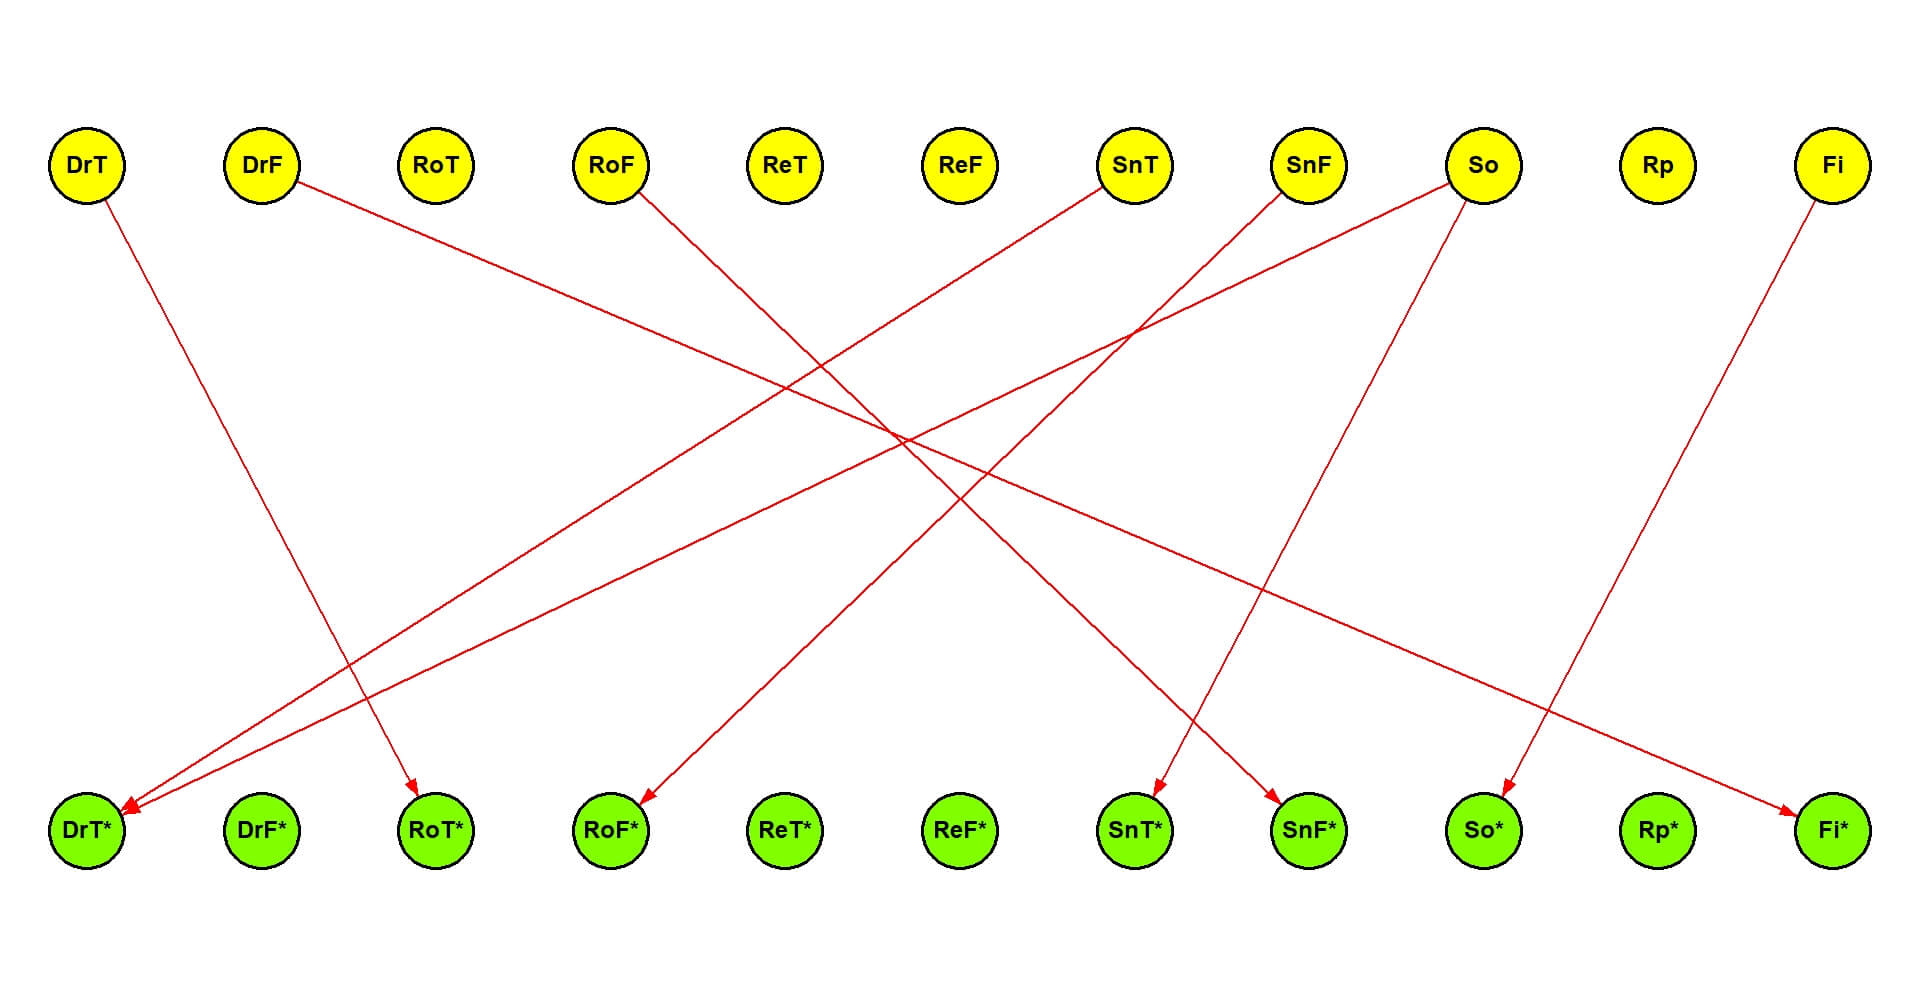 DrT DrF RoT RoF ReT ReF SnT SnF So Rp Fi
DrT* DrF* RoT* RoF* ReT* ReF* SnT* SnF* So* Rp* Fi*